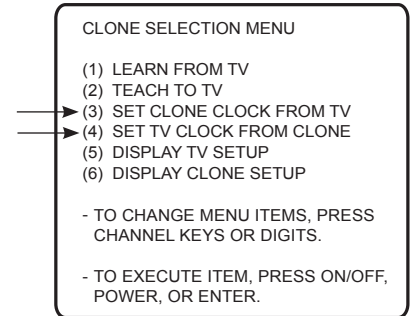 CLONE SELECTION MENU
(1) LEARN FROM TV
(2) TEACH TO TV
(3) SET CLONE CLOCK FROM TV
(4) SET TV CLOCK FROM CLONE
(5) DISPLAY TV SETUP
(6) DISPLAY CLONE SETUP
- TO CHANGE MENU ITEMS, PRESS
CHANNEL KEYS OR DIGITS.
- TO EXECUTE ITEM, PRESS ON/OFF,
POWER, OR ENTER.